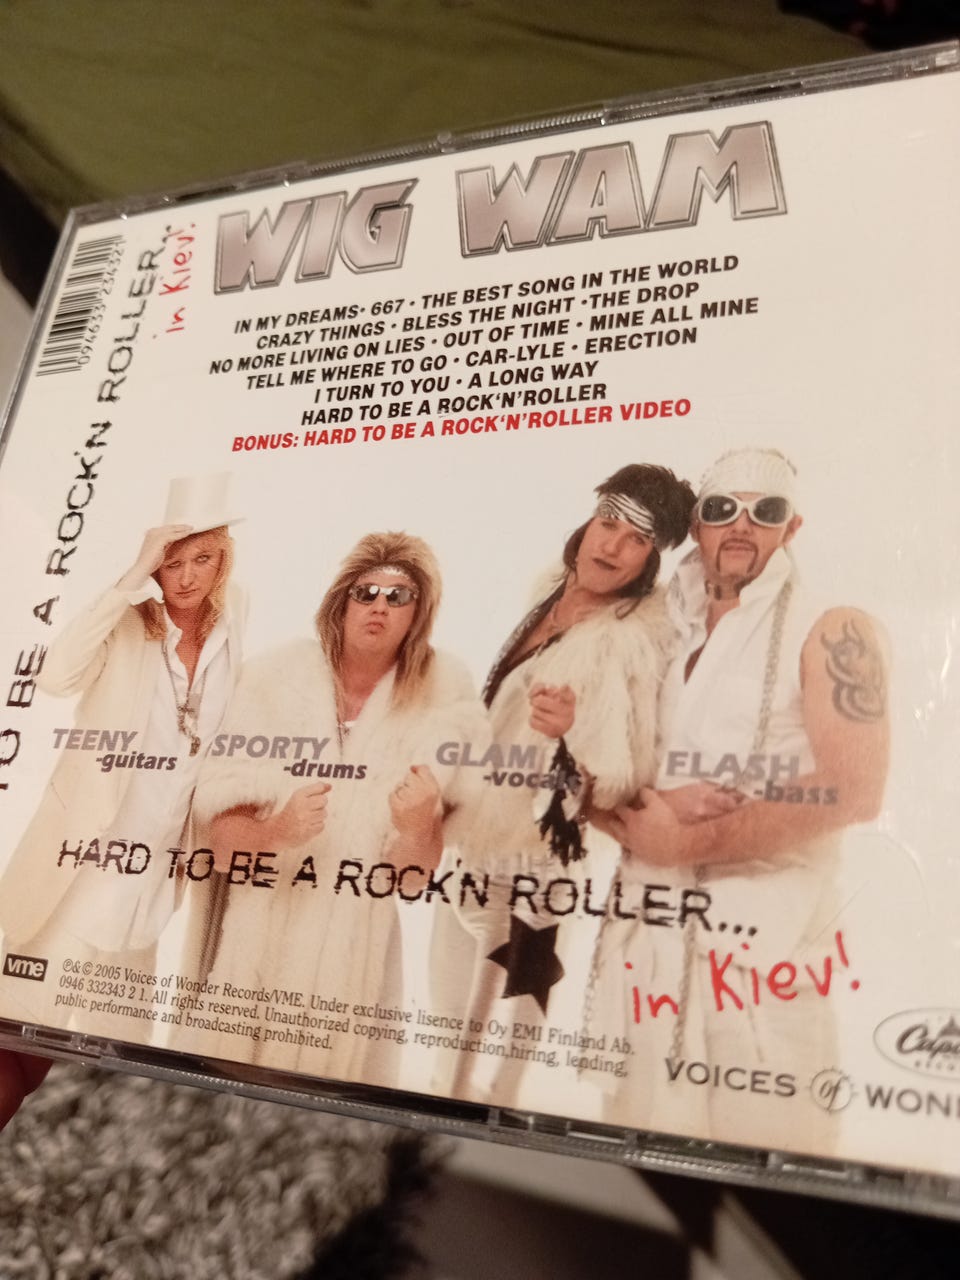 WIG WAM
IN MY DREAMS• 667 • THE BEST SONG IN THE WORLD
CRAZY THINGS • BLESS THE NIGHT •THE DROP
NO MORE LIVING ON LIES • OUT OF TIME • MINE ALL MINE
TELL ME WHERE TO GO • CAR-LYLE • ERECTION
I TURN TO YOU • A LONG WAY
HARD TO BE A ROCK'N'ROLLER
BONUS: HARD TO BE A ROCK'N'ROLLER VIDEO
094633 234321
TO BE A ROCK'N ROLLER...
in Kiev!
TEENY
-guitars
SPORTY
-drums
GLAM
-vocals
FLASH
-bass
HARD TO BE A ROCK'N ROLLER...
in Kiev!
vme
℗&© 2005 Voices of Wonder Records/VME. Under exclusive lisence to Oy EMI Finland Ab.
0946 332343 2 1. All rights reserved. Unauthorized copying, reproduction,hiring, lending,
public performance and broadcasting prohibited.
VOICES of